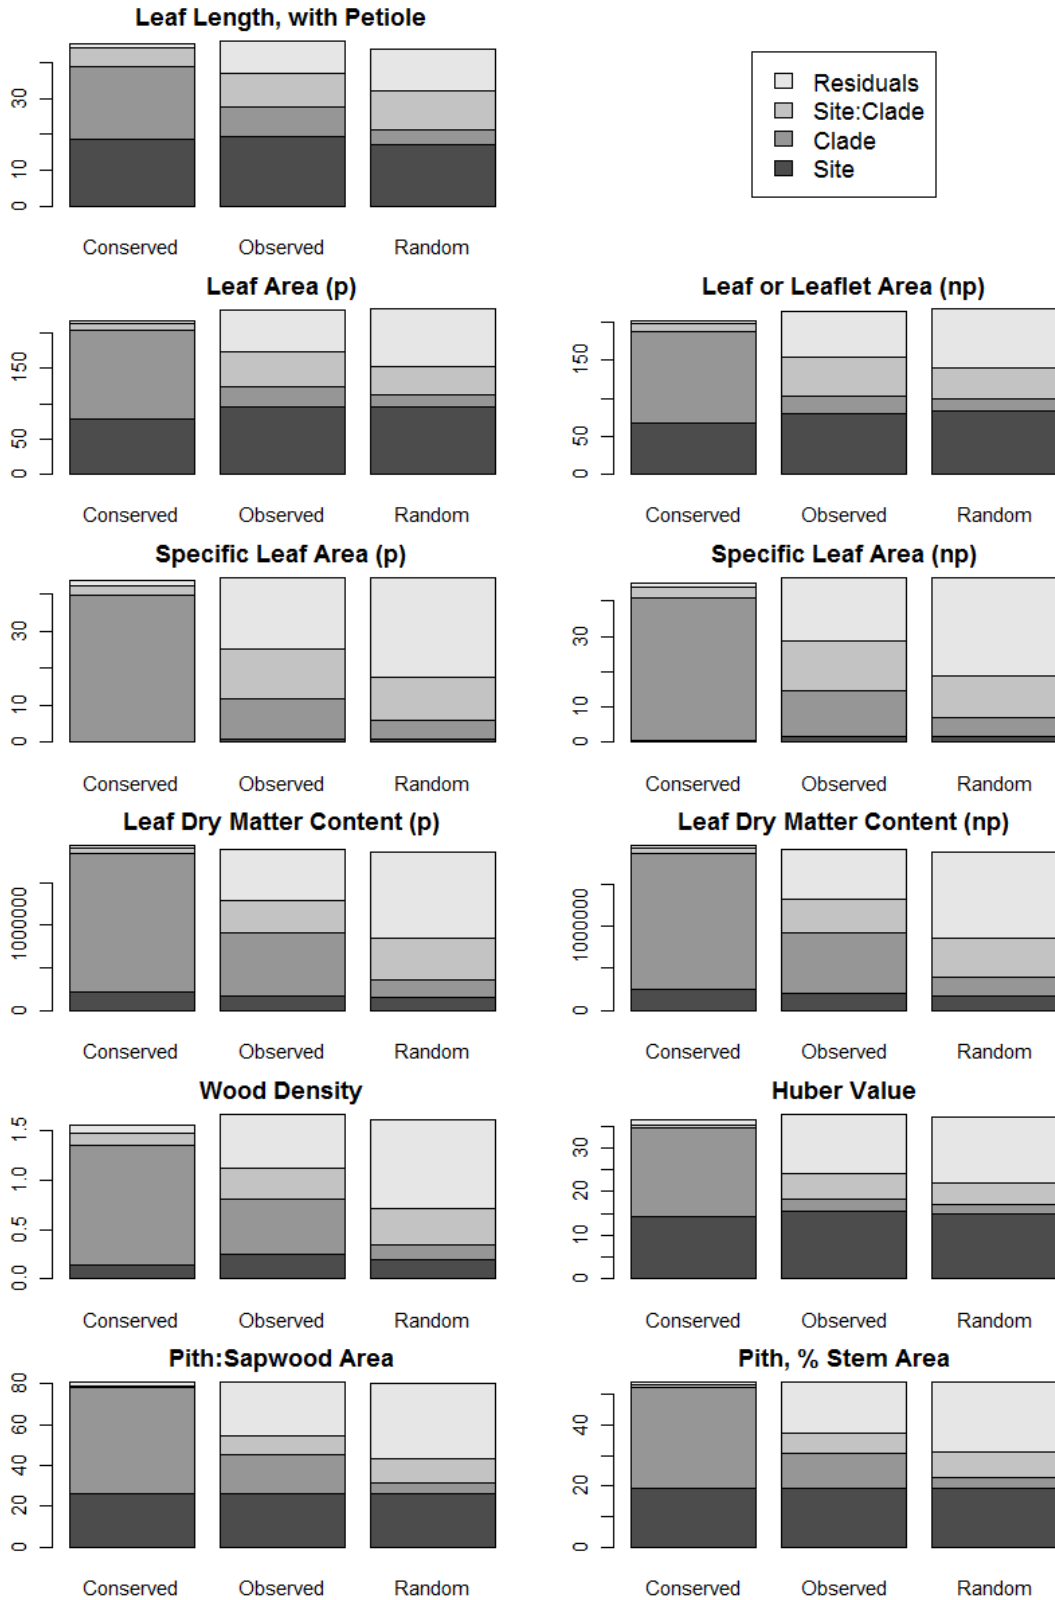 Leaf Length, with Petiole
0 10 30
Conserved Observed Random
Residuals
Site:Clade
Clade
Site
Leaf Area (p)
0 50 150
Conserved Observed Random
Leaf or Leaflet Area (np)
0 50 150
Conserved Observed Random
Specific Leaf Area (p)
0 10 30
Conserved Observed Random
Specific Leaf Area (np)
0 10 30
Conserved Observed Random
Leaf Dry Matter Content (p)
0 1000000
Conserved Observed Random
Leaf Dry Matter Content (np)
0 1000000
Conserved Observed Random
Wood Density
0.0 0.5 1.0 1.5
Conserved Observed Random
Huber Value
0 10 20 30
Conserved Observed Random
Pith:Sapwood Area
0 20 40 60 80
Conserved Observed Random
Pith, % Stem Area
0 20 40
Conserved Observed Random